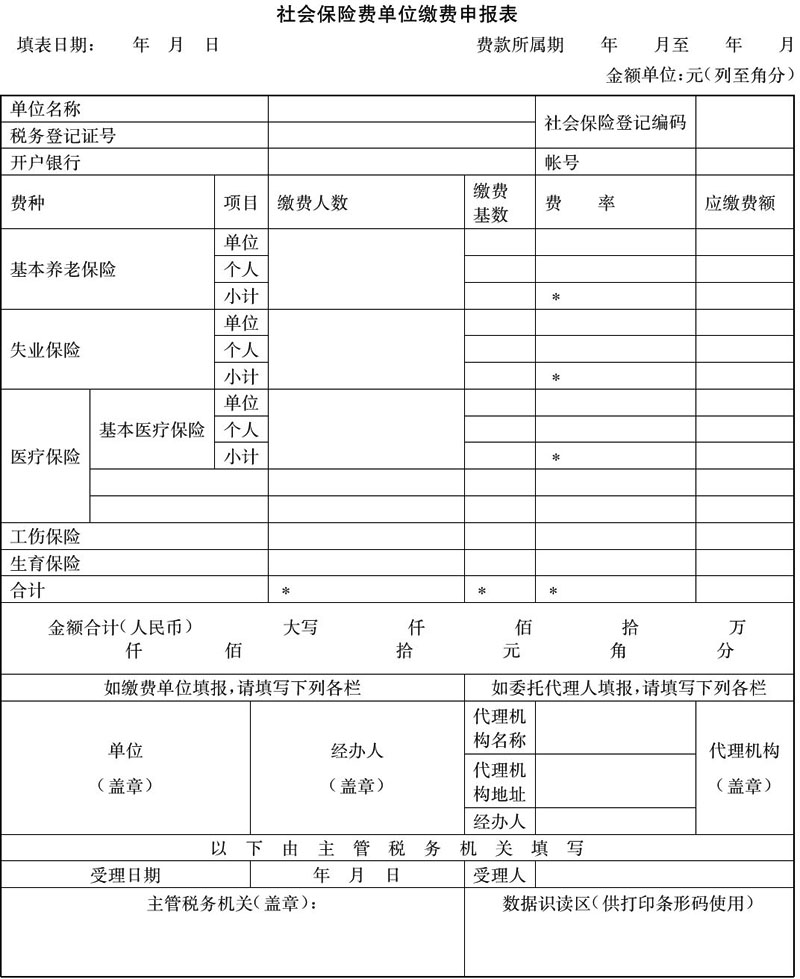 社会保险费单位缴费申报表
填表日期： 年 月 日 费款所属期 年 月至 年 月
金额单位：元（列至角分）
单位名称 社会保险登记编码
税务登记证号
开户银行 帐号
费种 项目 缴费人数 缴费基数 费 率 应缴费额
基本养老保险 单位
个人
小计 *
失业保险 单位
个人
小计 *
医疗保险 基本医疗保险 单位
个人
小计 *
工伤保险
生育保险
合计 * * *
金额合计（人民币） 大写 仟 佰 拾 万
仟 佰 拾 元 角 分
如缴费单位填报，请填写下列各栏 如委托代理人填报，请填写下列各栏
单位
（盖章）
经办人
（盖章）
代理机
构名称
代理机
构地址
经办人
代理机构
（盖章）
以 下 由 主 管 税 务 机 关 填 写
受理日期 年 月 日 受理人
主管税务机关（盖章）： 数据识读区（供打印条形码使用）